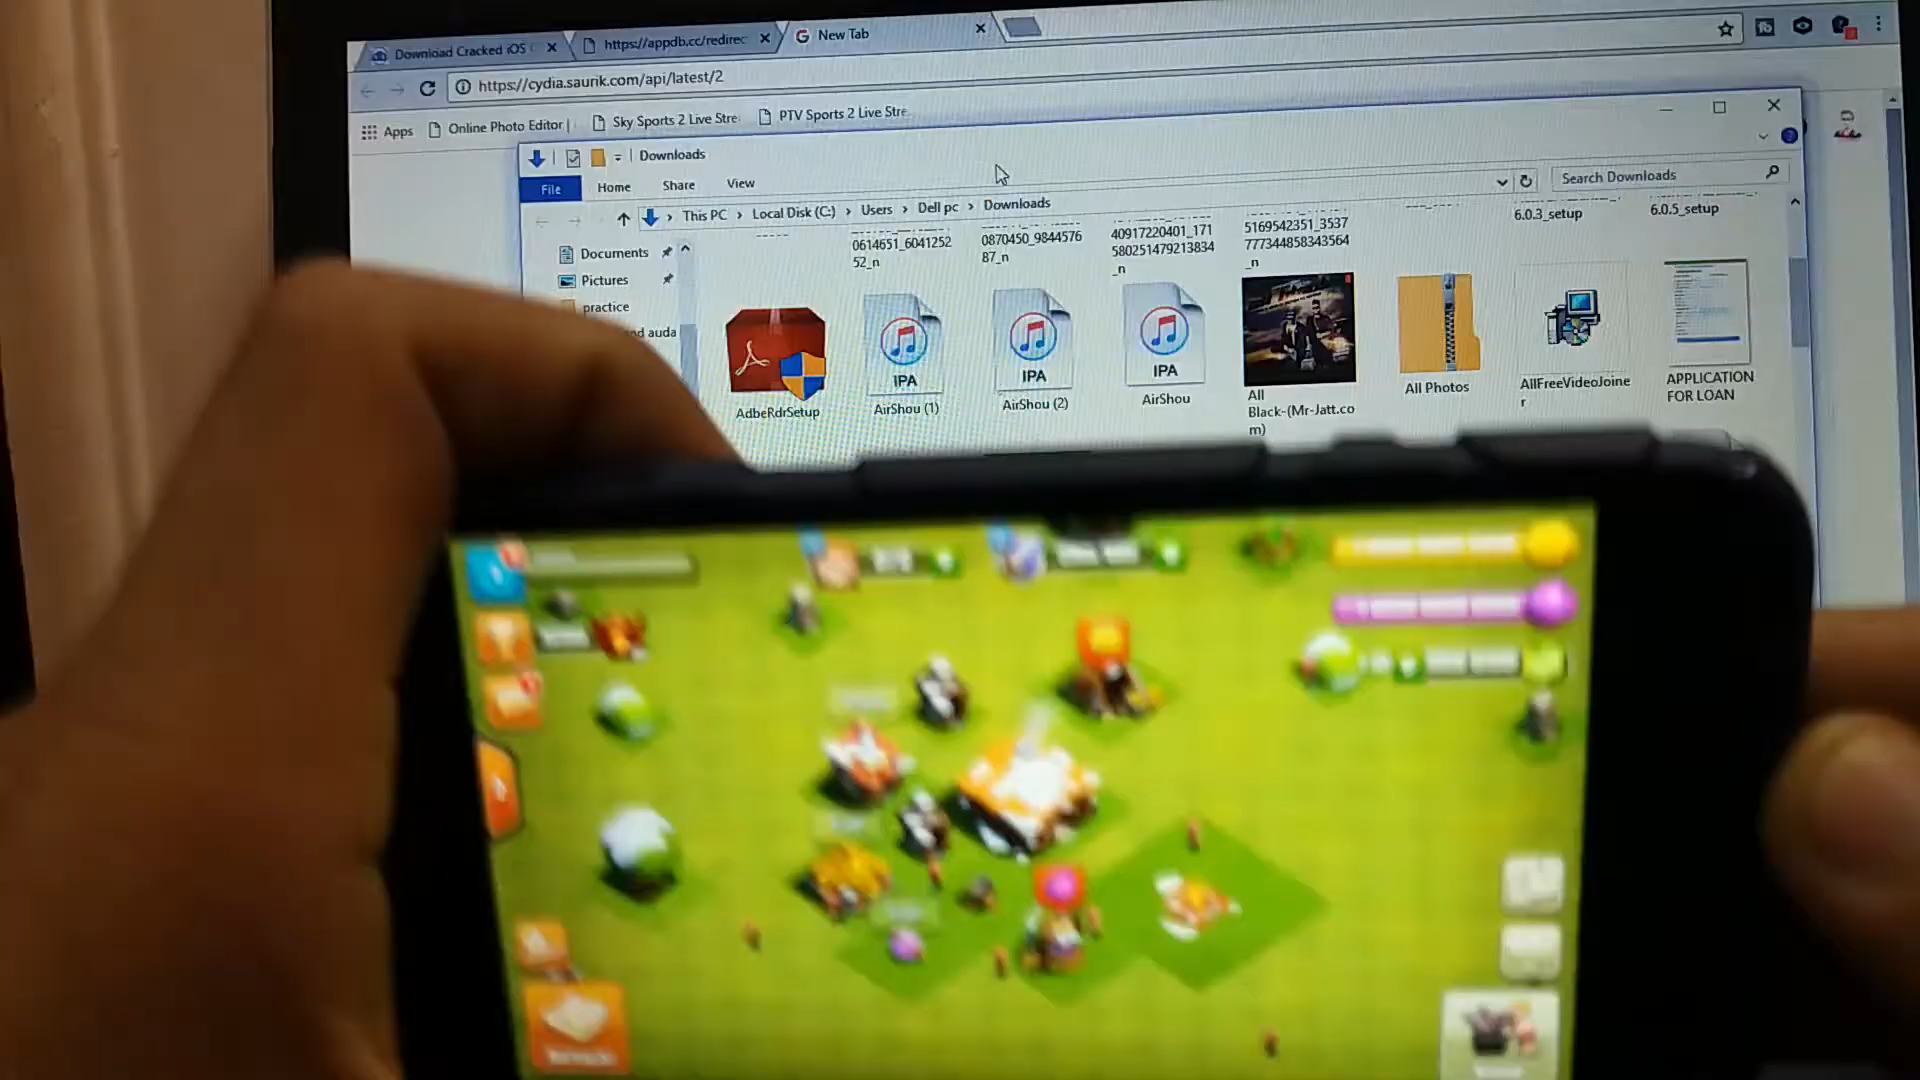 Download Cracked iOS
https://appdb.cc/redirec
New Tab
https://cydia.saurik.com/api/latest/2
Apps
Online Photo Editor |
Sky Sports 2 Live Stre
PTV Sports 2 Live Stre
Downloads
File
Home
Share
View
This PC
Local Disk (C:)
Users
Dell pc
Downloads
Search Downloads
Documents
Pictures
practice
nd auda
0614651_6041252
52_n
0870450_9844576
87_n
40917220401_171
580251479213834
_n
5169542351_3537
777344858343564
_n
6.0.3_setup
6.0.5_setup
AdbeRdrSetup
IPA
AirShou (1)
IPA
AirShou (2)
IPA
AirShou
All
Black-(Mr-Jatt.co
m)
All Photos
AllFreeVideoJoine
r
APPLICATION
FOR LOAN